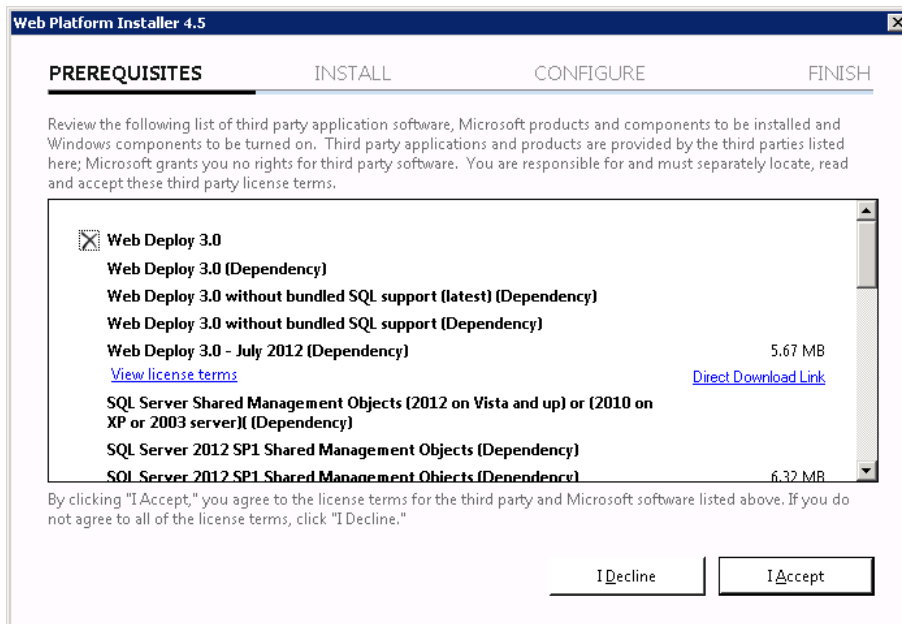 Web Platform Installer 4.5
PREREQUISITES INSTALL CONFIGURE FINISH
Review the following list of third party application software, Microsoft products and components to be installed and
Windows components to be turned on. Third party applications and products are provided by the third parties listed
here; Microsoft grants you no rights for third party software. You are responsible for and must separately locate, read
and accept these third party license terms.
Web Deploy 3.0
Web Deploy 3.0 (Dependency)
Web Deploy 3.0 without bundled SQL support (latest) (Dependency)
Web Deploy 3.0 without bundled SQL support (Dependency)
Web Deploy 3.0 - July 2012 (Dependency) 5.67 MB
View license terms Direct Download Link
SQL Server Shared Management Objects (2012 on Vista and up) or (2010 on
XP or 2003 server)( (Dependency)
SQL Server 2012 SP1 Shared Management Objects (Dependency)
SQL Server 2012 SP1 Shared Management Objects (Dependency) 6.32 MB
By clicking "I Accept," you agree to the license terms for the third party and Microsoft software listed above. If you do
not agree to all of the license terms, click "I Decline."
I Decline I Accept